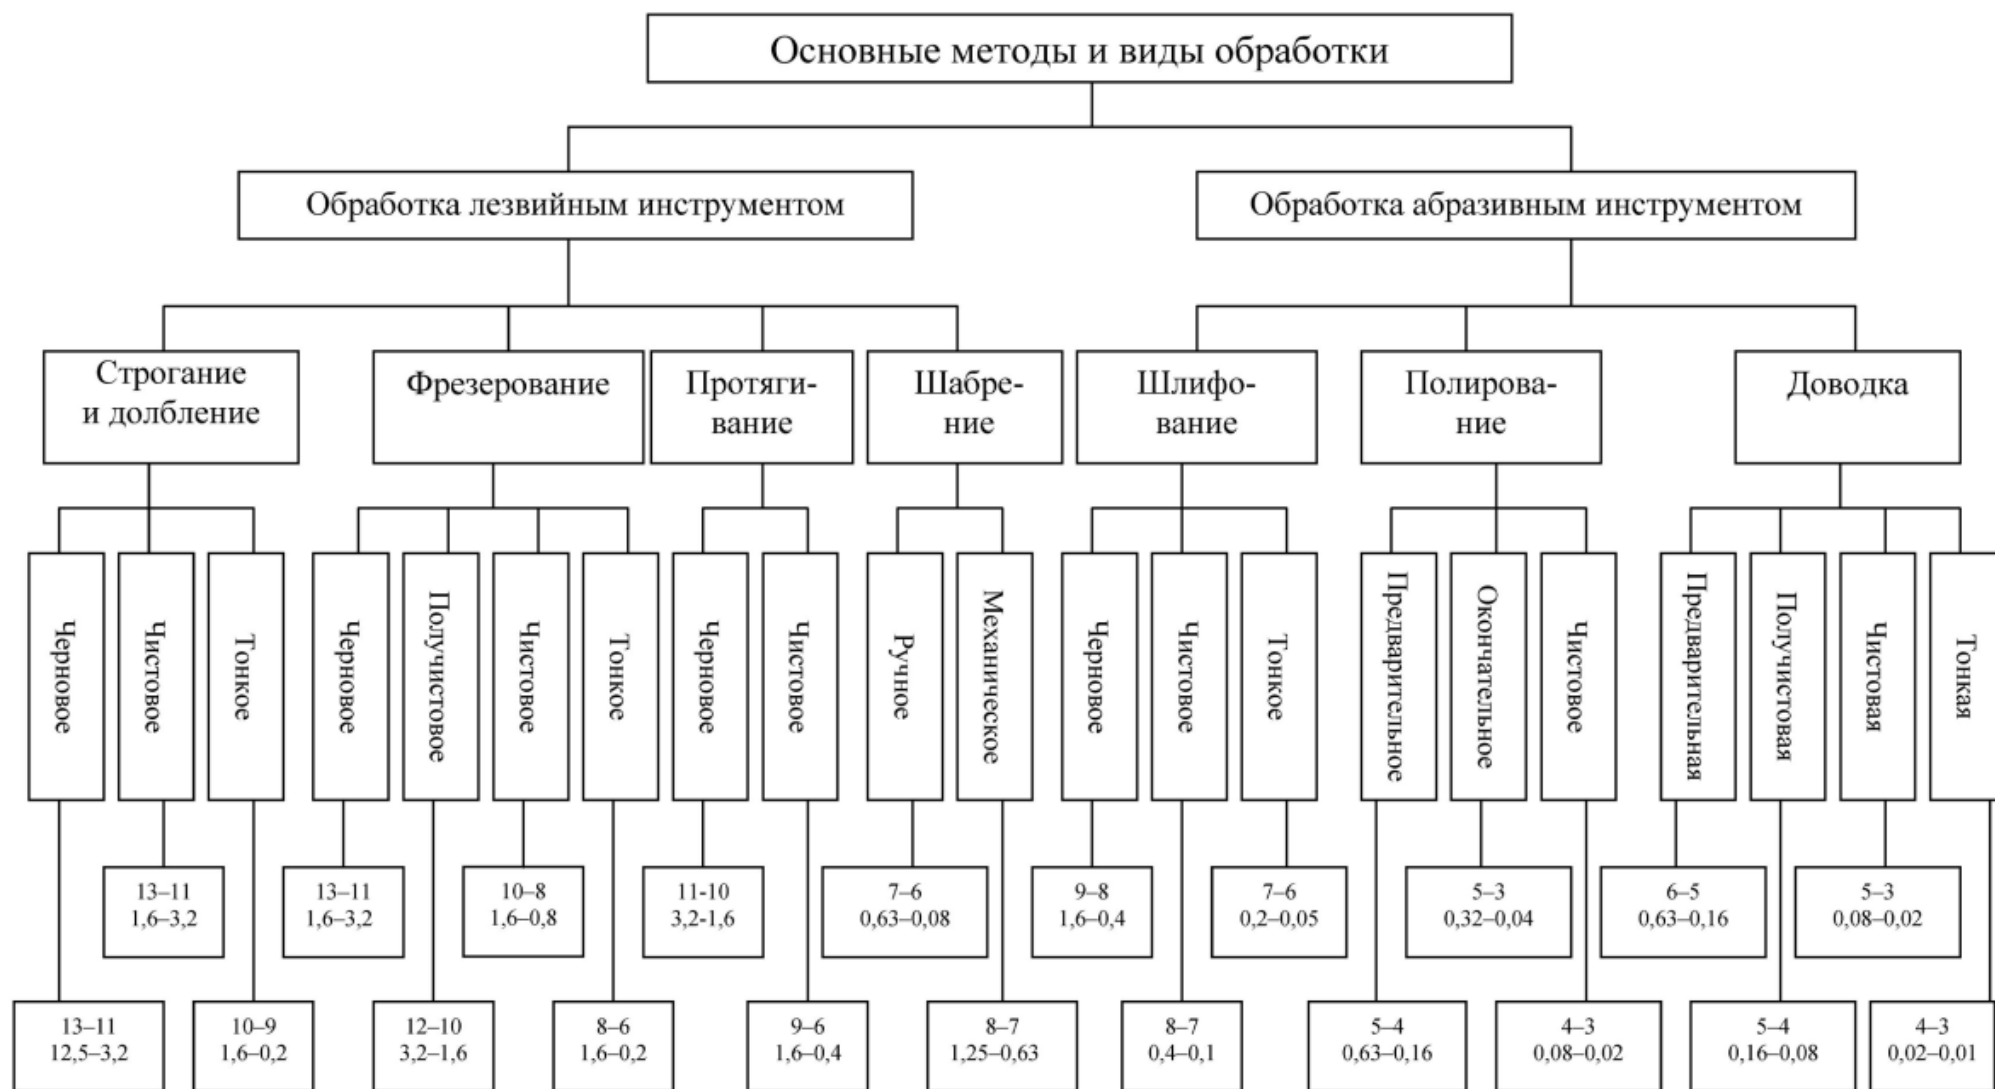 Основные методы и виды обработки
Обработка лезвийным инструментом
Обработка абразивным инструментом
Строгание
и долбление
Фрезерование
Протяги-
вание
Шабре-
ние
Шлифо-
вание
Полирова-
ние
Доводка
Черновое
Чистовое
Тонкое
Черновое
Получистовое
Чистовое
Тонкое
Черновое
Чистовое
Ручное
Механическое
Черновое
Чистовое
Тонкое
Предварительное
Окончательное
Чистовое
Предварительная
Получистовая
Чистовая
Тонкая
13–11
1,6–3,2
13–11
1,6–3,2
10–8
1,6–0,8
11-10
3,2-1,6
7–6
0,63–0,08
9–8
1,6–0,4
7–6
0,2–0,05
5–3
0,32–0,04
6–5
0,63–0,16
5–3
0,08–0,02
13–11
12,5–3,2
10–9
1,6–0,2
12–10
3,2–1,6
8–6
1,6–0,2
9–6
1,6–0,4
8–7
1,25–0,63
8–7
0,4–0,1
5–4
0,63–0,16
4–3
0,08–0,02
5–4
0,16–0,08
4–3
0,02–0,01